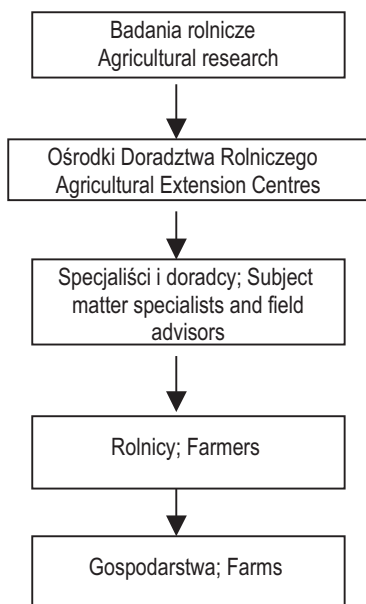 Badania rolnicze
Agricultural research
Ośrodki Doradztwa Rolniczego
Agricultural Extension Centres
Specjaliści i doradcy; Subject
matter specialists and field
advisors
Rolnicy; Farmers
Gospodarstwa; Farms